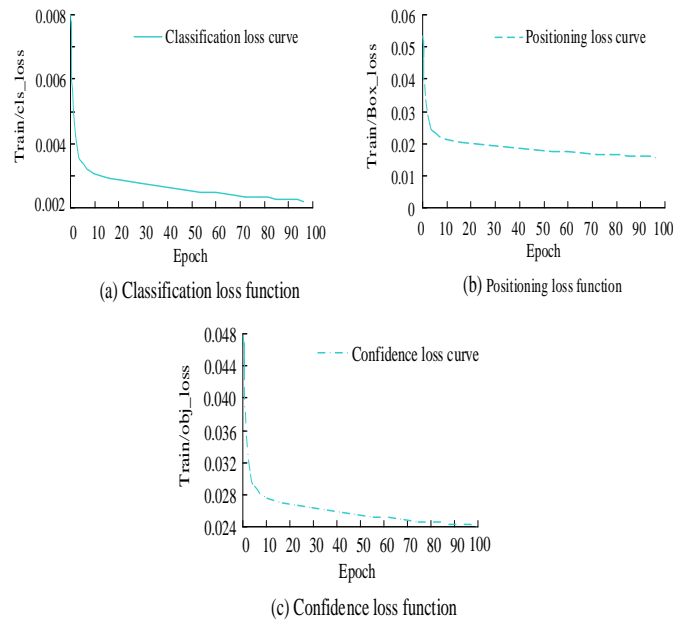 0.008
0.006
0.004
0.002
Train/cls_loss
Classification loss curve
0 10 20 30 40 50 60 70 80 90 100
Epoch
(a) Classification loss function
0.06
0.05
0.04
0.03
0.02
0.01
0
Train/Box_loss
Positioning loss curve
0 10 20 30 40 50 60 70 80 90 100
Epoch
(b) Positioning loss function
0.048
0.044
0.040
0.036
0.032
0.028
0.024
Train/obj_loss
Confidence loss curve
0 10 20 30 40 50 60 70 80 90 100
Epoch
(c) Confidence loss function